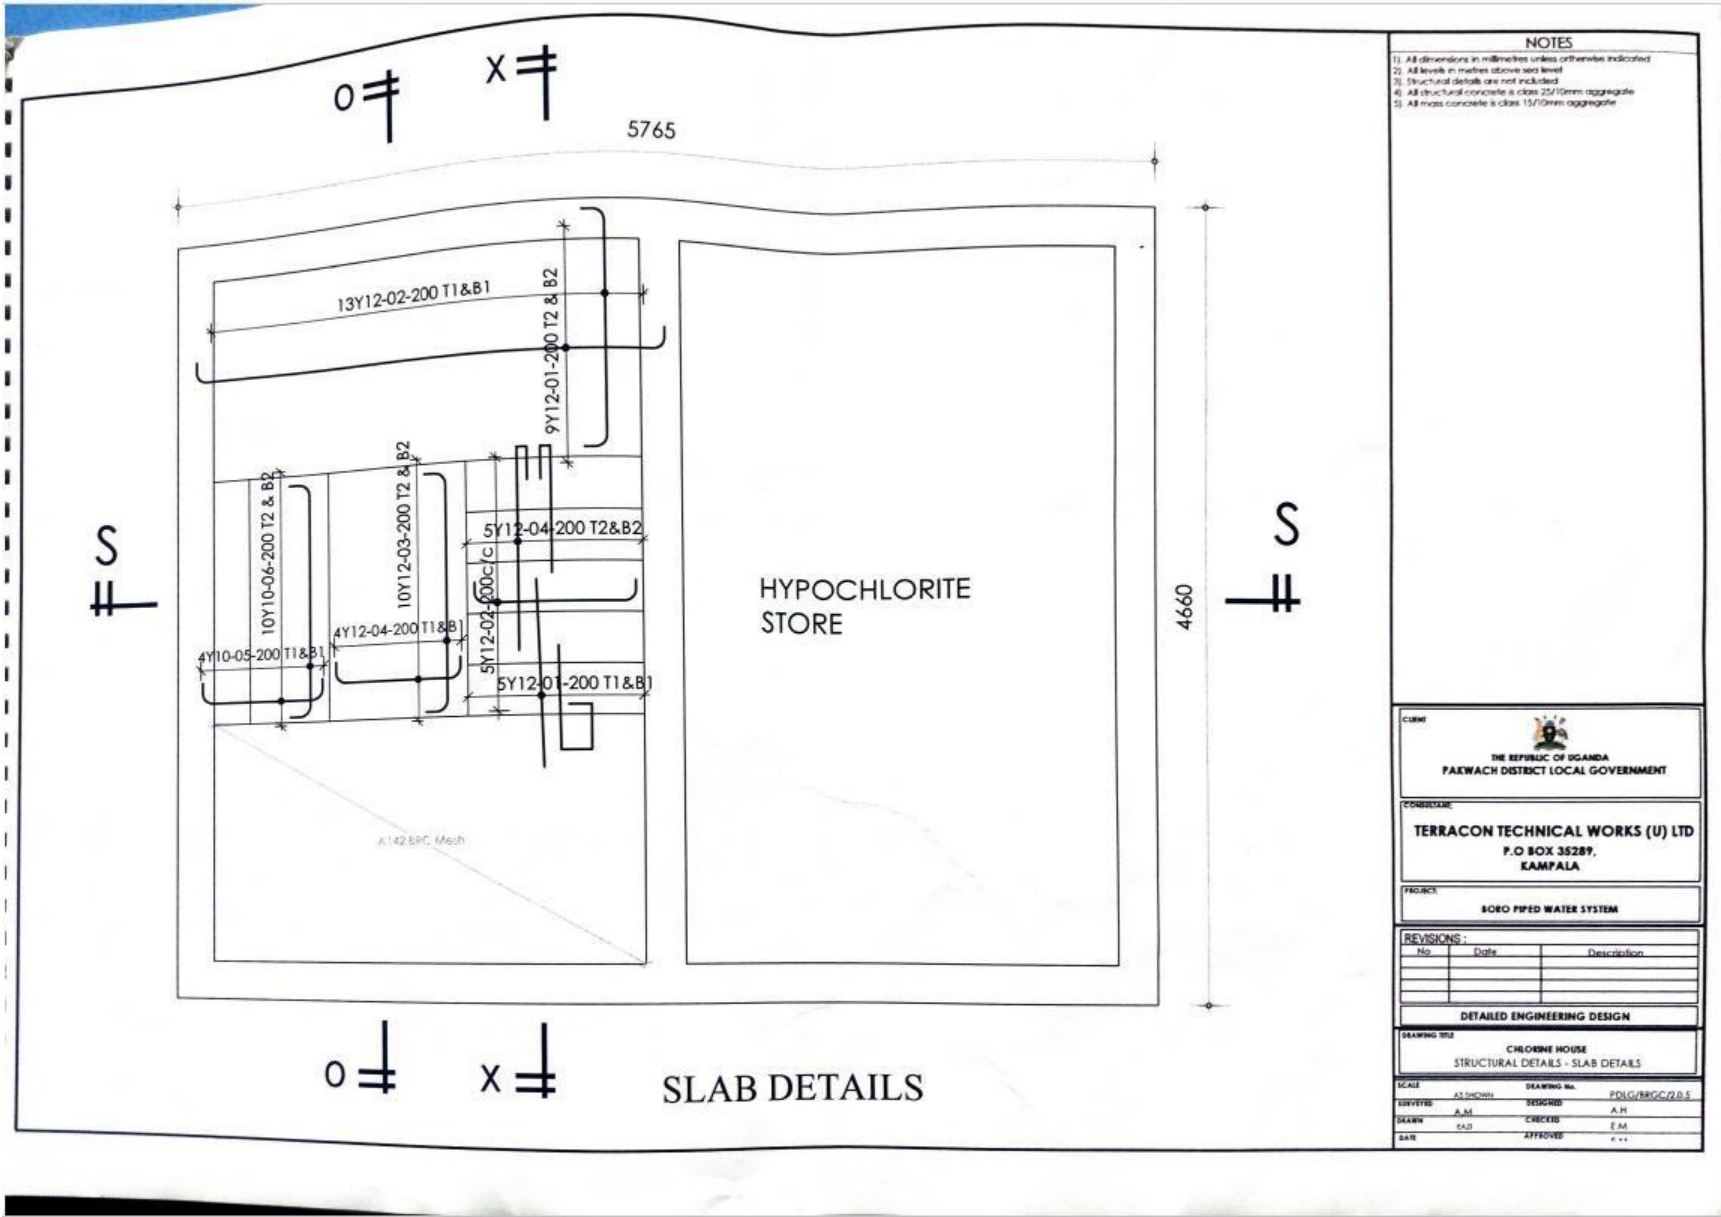 NOTES
1). All dimensions in millimetres unless otherwise indicated
2). All levels in metres above sea level
3). Structural details are not included
4). All structural concrete is class 25/10mm aggregate
5). All mass concrete is class 15/10mm aggregate
O
X
5765
13Y12-02-200 T1&B1
9Y12-01-200 T2 & B2
10Y10-06-200 T2 & B2
10Y12-03-200 T2 & B2
5Y12-04-200 T2&B2
5Y12-02-200c/c
4Y12-04-200 T1&B1
4Y10-05-200 T1&B1
5Y12-01-200 T1&B1
S
S
HYPOCHLORITE
STORE
4660
A142 BRC Mesh
O
X
SLAB DETAILS
CLIENT
THE REPUBLIC OF UGANDA
PAKWACH DISTRICT LOCAL GOVERNMENT
CONSULTANT:
TERRACON TECHNICAL WORKS (U) LTD
P.O BOX 35289,
KAMPALA
PROJECT:
BORO PIPED WATER SYSTEM
REVISIONS :
No Date Description
DETAILED ENGINEERING DESIGN
DRAWING TITLE
CHLORINE HOUSE
STRUCTURAL DETAILS - SLAB DETAILS
SCALE AS SHOWN DRAWING No. PDLG/BRGC/2.0.5
SURVEYED A.M DESIGNED A.H
DRAWN CHECKED E.M
DATE APPROVED